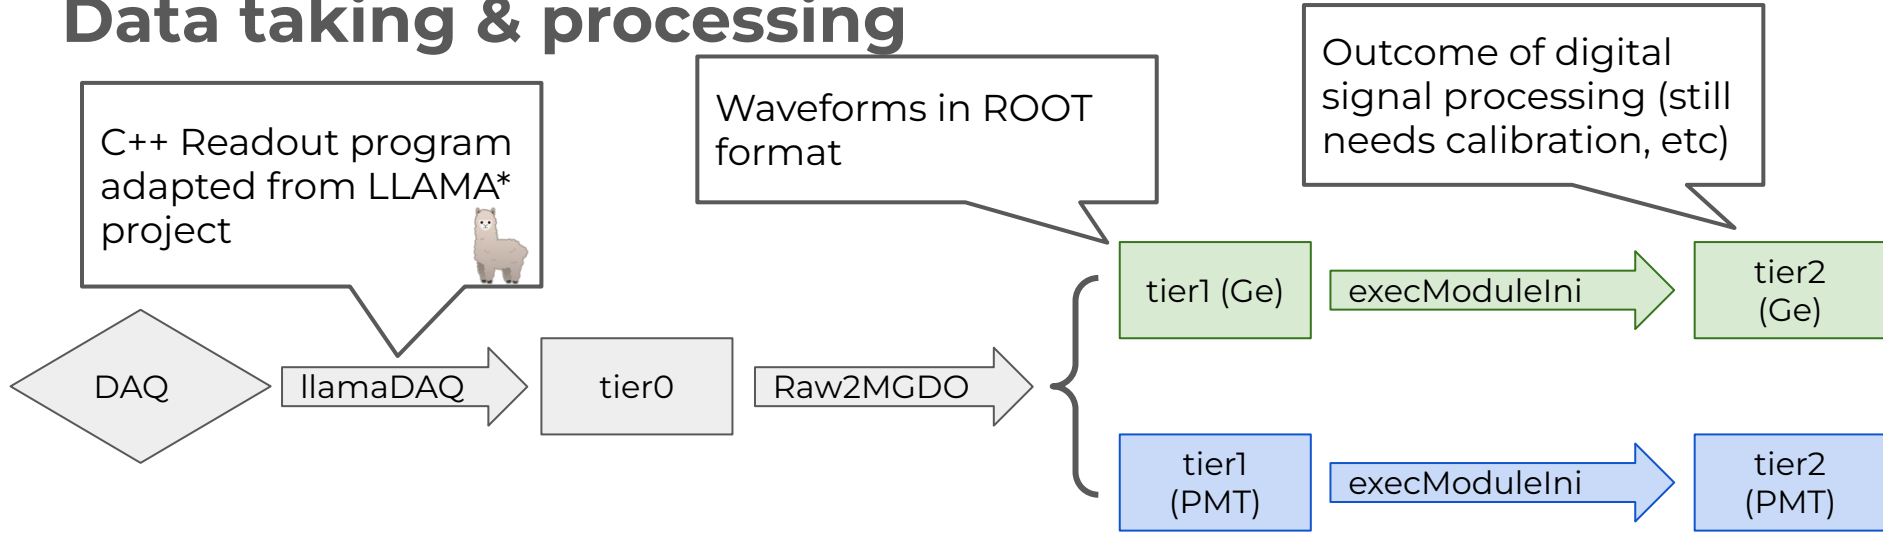 Data taking & processing
C++ Readout program
adapted from LLAMA*
project
Waveforms in ROOT
format
Outcome of digital
signal processing (still
needs calibration, etc)
DAQ
llamaDAQ
tier0
Raw2MGDO
tier1 (Ge)
execModuleIni
tier2
(Ge)
tier1
(PMT)
execModuleIni
tier2
(PMT)